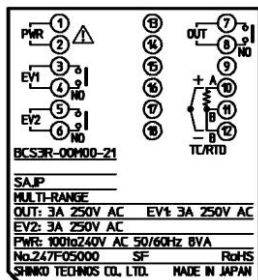 PWR 1 13 OUT 7
2 14 8 NO
EV1 3 15 9
4 NO 16 + A 10
EV2 5 17 B 11
6 NO 18 - B 12
BCS3R-00M00-21 TC/RTD
SAJP
MULTI-RANGE
OUT: 3A 250V AC EV1: 3A 250V AC
EV2: 3A 250V AC
PWR: 100to240V AC 50/60Hz 8VA
No.247F05000 SF RoHS
SHINKO TECHNOS CO., LTD. MADE IN JAPAN